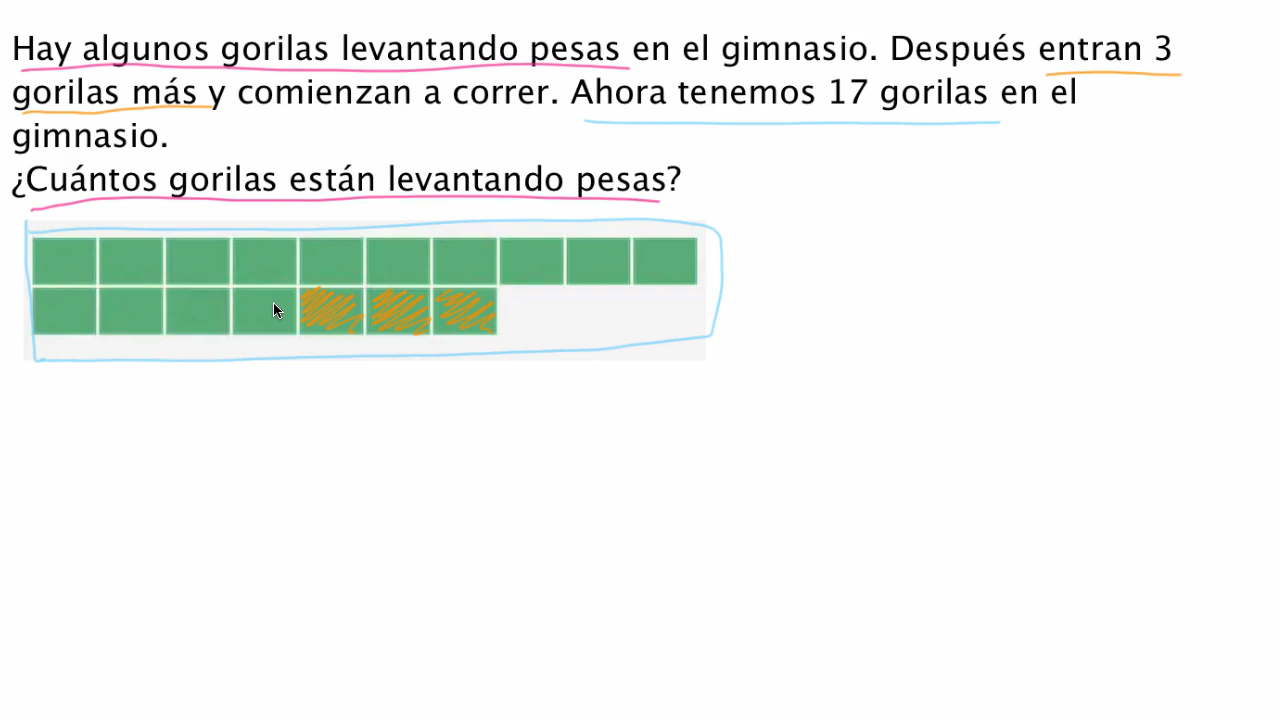 Hay algunos gorilas levantando pesas en el gimnasio. Después entran 3
gorilas más y comienzan a correr. Ahora tenemos 17 gorilas en el
gimnasio.
¿Cuántos gorilas están levantando pesas?